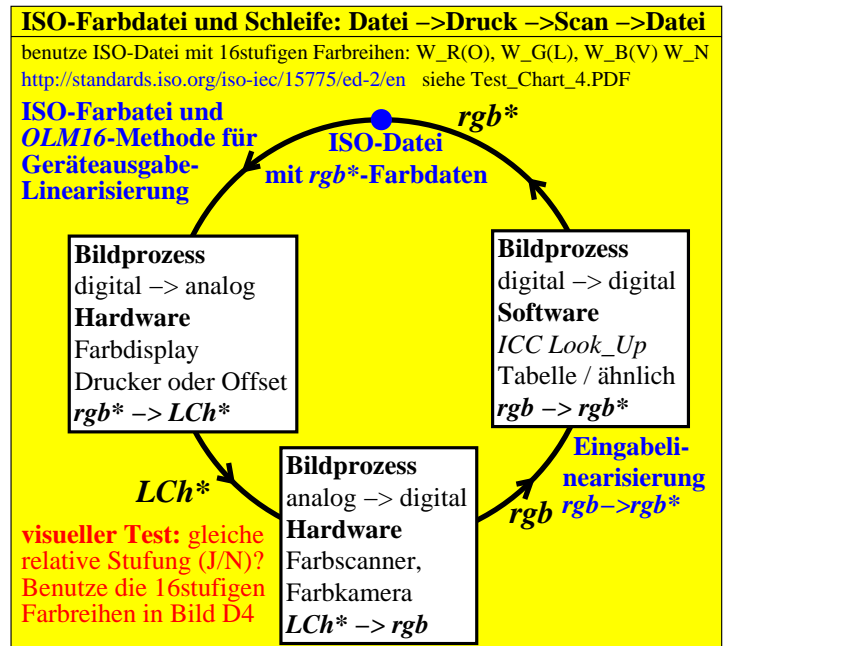 ISO-Farbdatei und Schleife: Datei –>Druck –>Scan –>Datei
benutze ISO-Datei mit 16stufigen Farbreihen: W_R(O), W_G(L), W_B(V) W_N
http://standards.iso.org/iso-iec/15775/ed-2/en siehe Test_Chart_4.PDF
ISO-Farbatei und
OLM16-Methode für
Geräteausgabe-
Linearisierung
rgb*
ISO-Datei
mit rgb*-Farbdaten
Bildprozess
digital –> analog
Hardware
Farbdisplay
Drucker oder Offset
rgb* –> LCh*
Bildprozess
digital –> digital
Software
ICC Look_Up
Tabelle / ähnlich
rgb –> rgb*
LCh*
Bildprozess
analog –> digital
Hardware
Farbscanner,
Farbkamera
LCh* –> rgb
rgb
Eingabeli-
nearisierung
rgb–>rgb*
visueller Test: gleiche
relative Stufung (J/N)?
Benutze die 16stufigen
Farbreihen in Bild D4